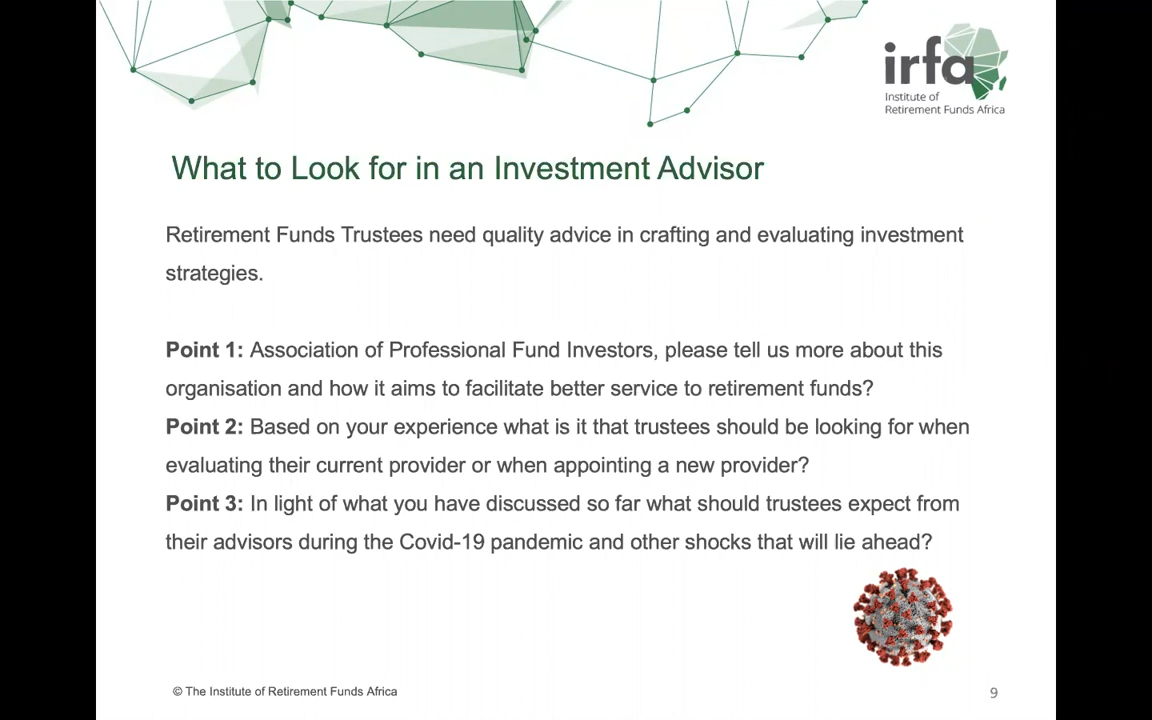 irfa
Institute of
Retirement Funds Africa
What to Look for in an Investment Advisor
Retirement Funds Trustees need quality advice in crafting and evaluating investment
strategies.
Point 1: Association of Professional Fund Investors, please tell us more about this
organisation and how it aims to facilitate better service to retirement funds?
Point 2: Based on your experience what is it that trustees should be looking for when
evaluating their current provider or when appointing a new provider?
Point 3: In light of what you have discussed so far what should trustees expect from
their advisors during the Covid-19 pandemic and other shocks that will lie ahead?
© The Institute of Retirement Funds Africa
9